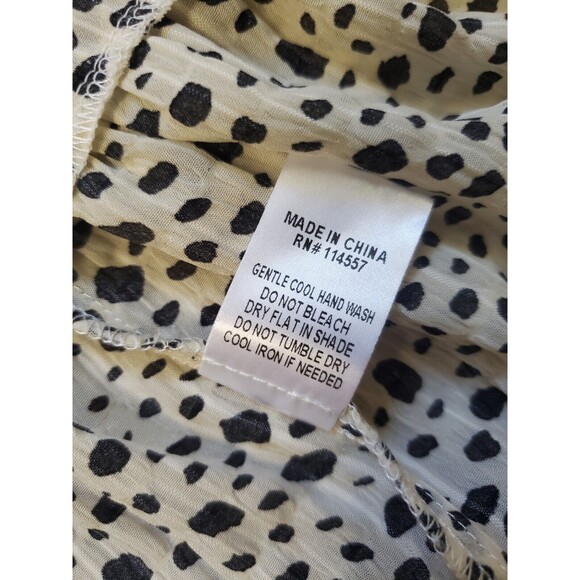 MADE IN CHINA
RN# 114557
GENTLE COOL HAND WASH
DO NOT BLEACH
DRY FLAT IN SHADE
DO NOT TUMBLE DRY
COOL IRON IF NEEDED